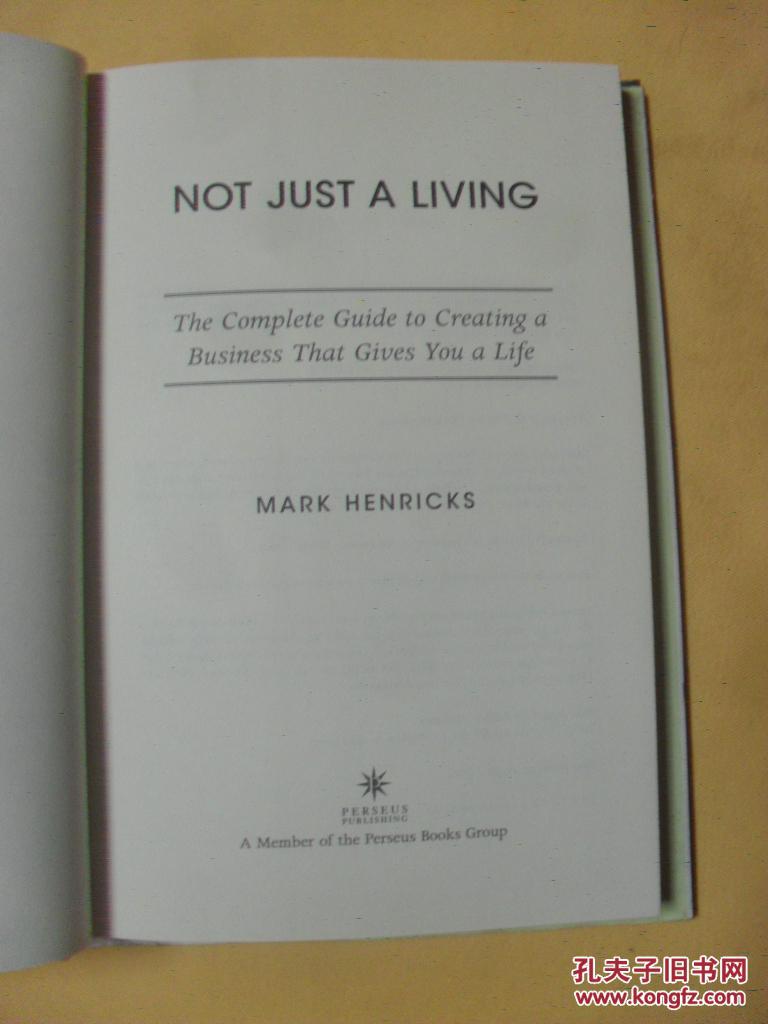 NOT JUST A LIVING
The Complete Guide to Creating a
Business That Gives You a Life
MARK HENRICKS
PERSEUS
PUBLISHING
A Member of the Perseus Books Group
孔夫子旧书网
www.kongfz.com